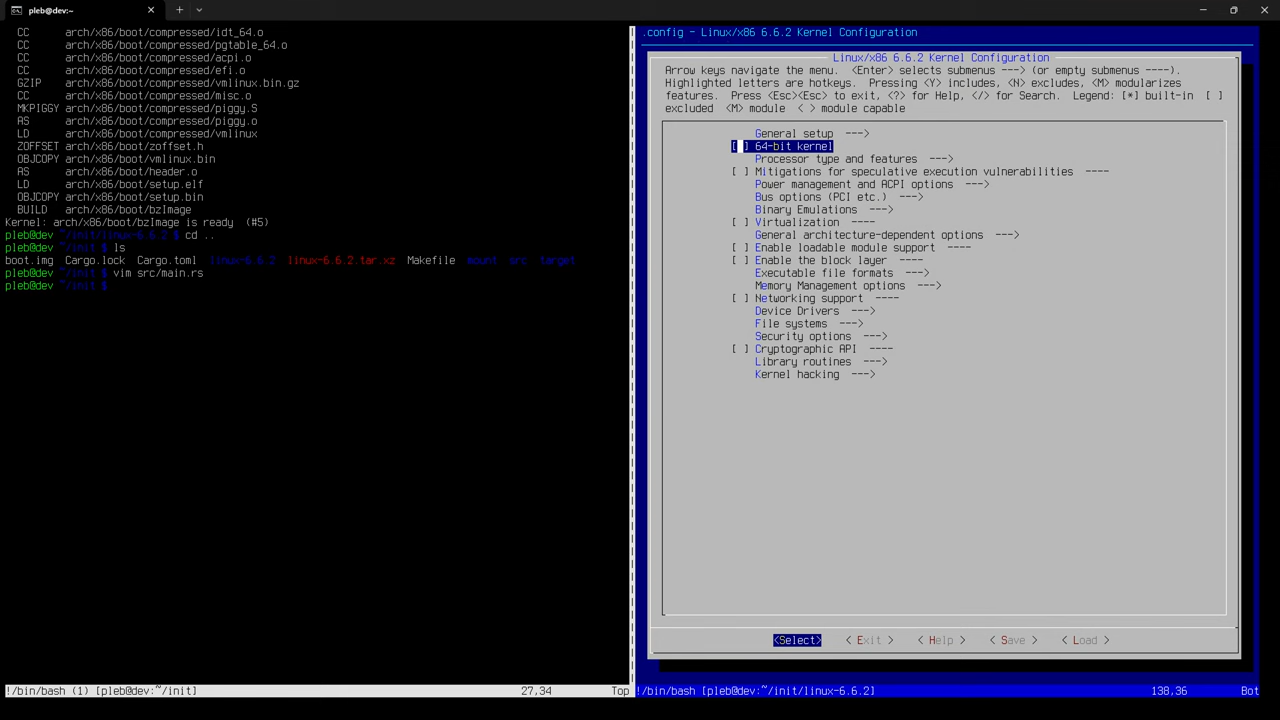 pleb@dev:~
CC      arch/x86/boot/compressed/idt_64.o
CC      arch/x86/boot/compressed/pgtable_64.o
CC      arch/x86/boot/compressed/acpi.o
CC      arch/x86/boot/compressed/efi.o
GZIP    arch/x86/boot/compressed/vmlinux.bin.gz
CC      arch/x86/boot/compressed/misc.o
MKPIGGY arch/x86/boot/compressed/piggy.S
AS      arch/x86/boot/compressed/piggy.o
LD      arch/x86/boot/compressed/vmlinux
ZOFFSET arch/x86/boot/zoffset.h
OBJCOPY arch/x86/boot/vmlinux.bin
AS      arch/x86/boot/header.o
LD      arch/x86/boot/setup.elf
OBJCOPY arch/x86/boot/setup.bin
BUILD   arch/x86/boot/bzImage
Kernel: arch/x86/boot/bzImage is ready  (#5)
pleb@dev ~/init/linux-6.6.2 $ cd ..
pleb@dev ~/init $ ls
boot.img  Cargo.lock  Cargo.toml  linux-6.6.2  linux-6.6.2.tar.xz  Makefile  mount  src  target
pleb@dev ~/init $ vim src/main.rs
pleb@dev ~/init $
!/bin/bash (1) [pleb@dev:~/init] 27,34 Top
.config - Linux/x86 6.6.2 Kernel Configuration
Linux/x86 6.6.2 Kernel Configuration
Arrow keys navigate the menu.  <Enter> selects submenus ---> (or empty submenus ----).
Highlighted letters are hotkeys.  Pressing <Y> includes, <N> excludes, <M> modularizes
features.  Press <Esc><Esc> to exit, <?> for Help, </> for Search.  Legend: [*] built-in  [ ]
excluded  <M> module  < > module capable
General setup  --->
[ ] 64-bit kernel
Processor type and features  --->
[ ] Mitigations for speculative execution vulnerabilities  ----
Power management and ACPI options  --->
Bus options (PCI etc.)  --->
Binary Emulations  --->
[ ] Virtualization  ----
General architecture-dependent options  --->
[ ] Enable loadable module support  ----
[ ] Enable the block layer  ----
Executable file formats  --->
Memory Management options  --->
[ ] Networking support  ----
Device Drivers  --->
File systems  --->
Security options  --->
[ ] Cryptographic API  ----
Library routines  --->
Kernel hacking  --->
<Select>    < Exit >    < Help >    < Save >    < Load >
!/bin/bash [pleb@dev:~/init/linux-6.6.2] 138,36 Bot